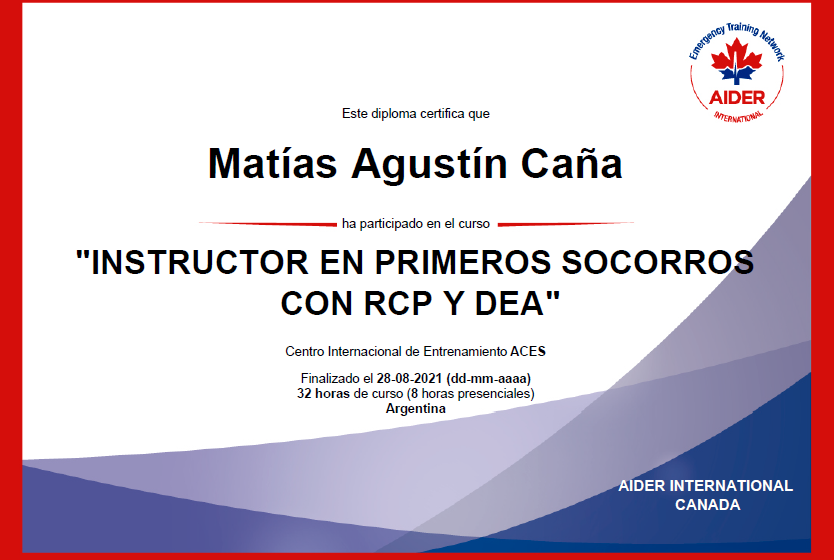 Emergency Training Network
AIDER
INTERNATIONAL
Este diploma certifica que
Matías Agustín Caña
ha participado en el curso
"INSTRUCTOR EN PRIMEROS SOCORROS
CON RCP Y DEA"
Centro Internacional de Entrenamiento ACES
Finalizado el 28-08-2021 (dd-mm-aaaa)
32 horas de curso (8 horas presenciales)
Argentina
AIDER INTERNATIONAL
CANADA